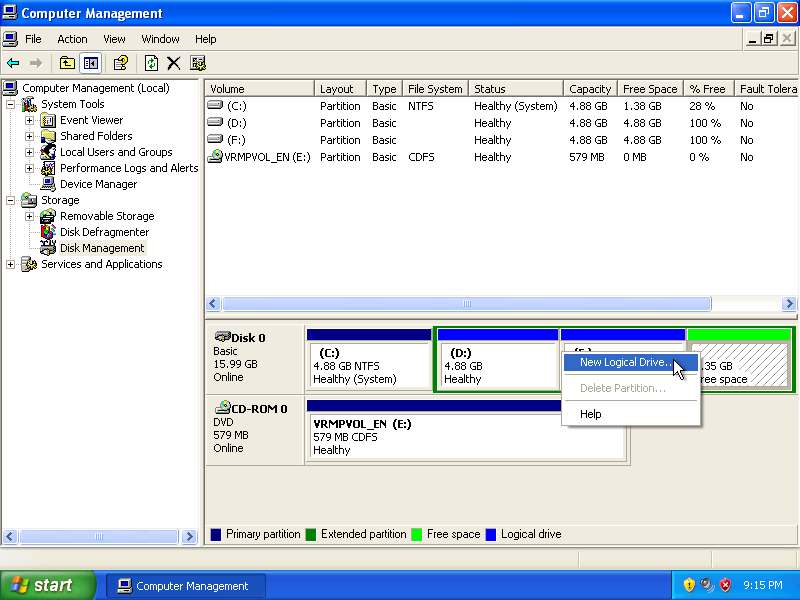 Computer Management
File Action View Window Help
Computer Management (Local)
System Tools
Event Viewer
Shared Folders
Local Users and Groups
Performance Logs and Alerts
Device Manager
Storage
Removable Storage
Disk Defragmenter
Disk Management
Services and Applications
Volume Layout Type File System Status Capacity Free Space % Free Fault Tolera
(C:) Partition Basic NTFS Healthy (System) 4.88 GB 1.38 GB 28 % No
(D:) Partition Basic Healthy 4.88 GB 4.88 GB 100 % No
(F:) Partition Basic Healthy 4.88 GB 4.88 GB 100 % No
VRMPVOL_EN (E:) Partition Basic CDFS Healthy 579 MB 0 MB 0 % No
Disk 0
Basic
15.99 GB
Online
(C:)
4.88 GB NTFS
Healthy (System)
(D:)
4.88 GB
Healthy
.35 GB
ree space
New Logical Drive...
Delete Partition...
Help
CD-ROM 0
DVD
579 MB
Online
VRMPVOL_EN (E:)
579 MB CDFS
Healthy
Primary partition Extended partition Free space Logical drive
start Computer Management 9:15 PM